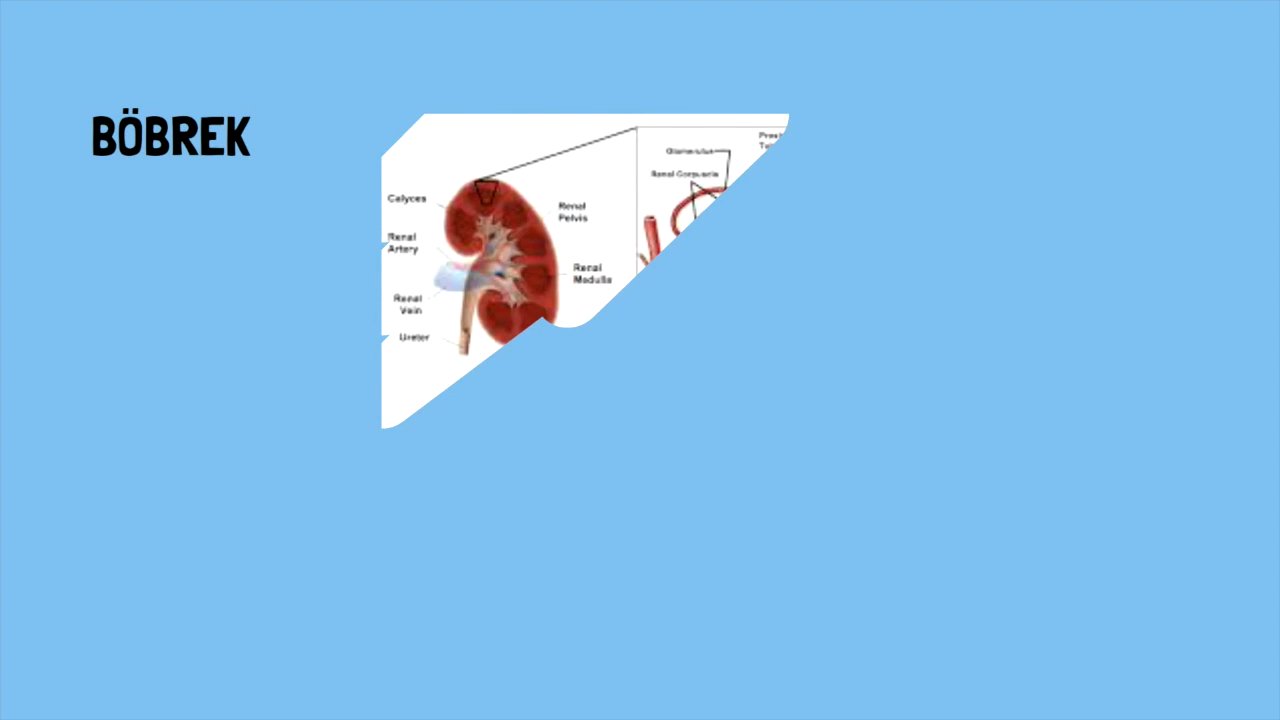 BÖBREK
Glomerulus
Renal Corpuscle
Calyces
Renal
Pelvis
Renal
Artery
Renal
Medulla
Renal
Vein
Ureter